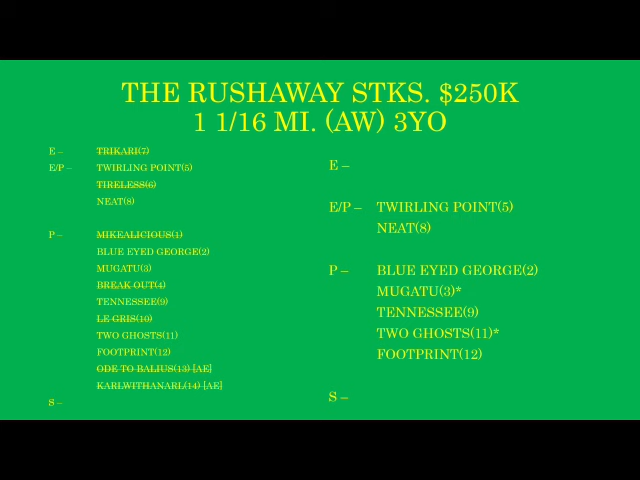 THE RUSHAWAY STKS. $250K
1 1/16 MI. (AW) 3YO
E – TRIKARI(7)
E/P – TWIRLING POINT(5)
TIRELESS(6)
NEAT(8)
P – MIKEALICIOUS(1)
BLUE EYED GEORGE(2)
MUGATU(3)
BREAK OUT(4)
TENNESSEE(9)
LE GRIS(10)
TWO GHOSTS(11)
FOOTPRINT(12)
ODE TO BALIUS(13) [AE]
KARLWITHANARL(14) [AE]
S –
E –
E/P – TWIRLING POINT(5)
NEAT(8)
P – BLUE EYED GEORGE(2)
MUGATU(3)*
TENNESSEE(9)
TWO GHOSTS(11)*
FOOTPRINT(12)
S –